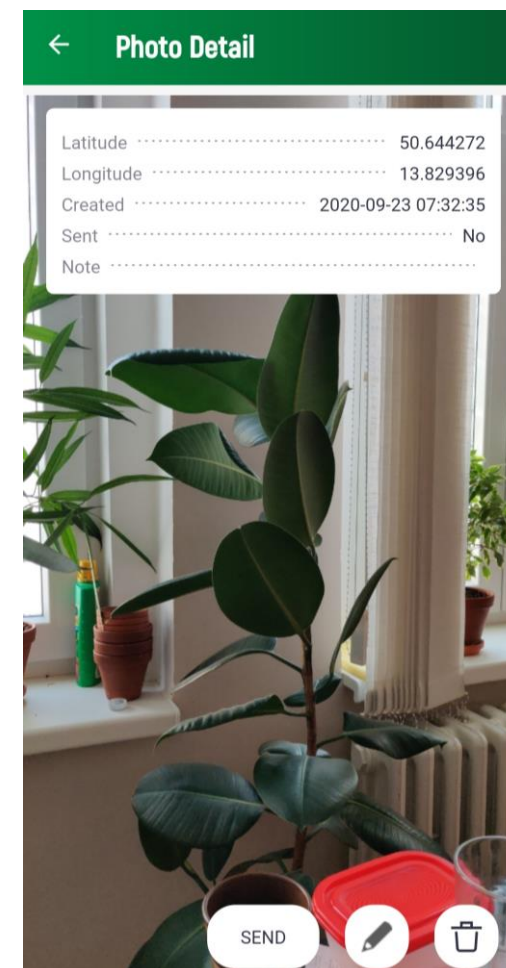 Photo Detail
Latitude 50.644272
Longitude 13.829396
Created 2020-09-23 07:32:35
Sent No
Note
SEND